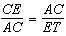 CE/AC = AC/ET